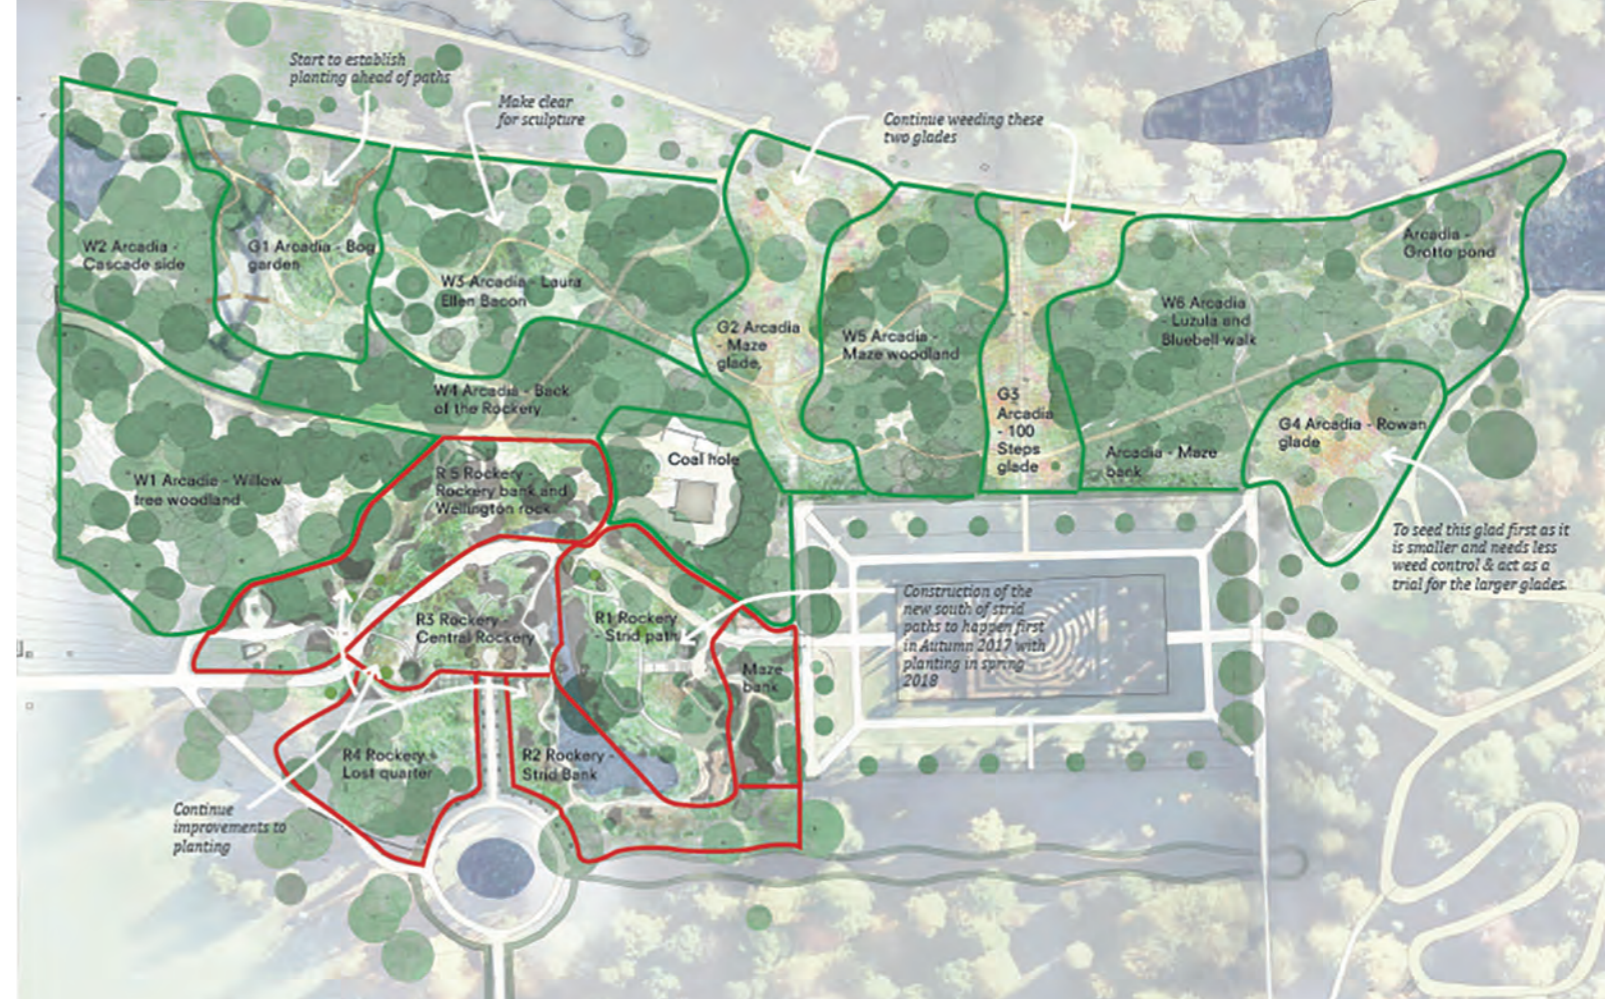 Start to establish
planting ahead of paths
Make clear
for sculpture
Continue weeding these
two glades
W2 Arcadia -
Cascade side
G1 Arcadia - Bog
garden
W3 Arcadia - Laura
Ellen Bacon
G2 Arcadia
- Maze
glade,
W5 Arcadia -
Maze woodland
W6 Arcadia
- Luzula and
Bluebell walk
Arcadia -
Grotto pond
W4 Arcadia - Back
of the Rockery
G3
Arcadia
- 100
Steps
glade
Arcadia - Maze
bank
G4 Arcadia - Rowan
glade
W1 Arcadia - Willow
tree woodland
R5 Rockery -
Rockery bank and
Wellington rock
Coal hole
To seed this glad first as it
is smaller and needs less
weed control & act as a
trial for the larger glades.
R3 Rockery -
Central Rockery
R1 Rockery
- Strid path
Maze
bank
Construction of the
new south of strid
paths to happen first
in Autumn 2017 with
planting in spring
2018
R4 Rockery -
Lost quarter
R2 Rockery -
Strid Bank
Continue
improvements to
planting